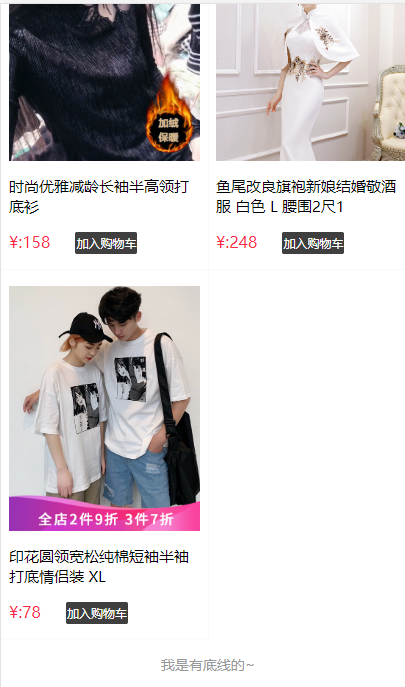 加绒
保暖
时尚优雅减龄长袖半高领打
底衫
¥:158 加入购物车
鱼尾改良旗袍新娘结婚敬酒
服 白色 L 腰围2尺1
¥:248 加入购物车
全店2件9折 3件7折
印花圆领宽松纯棉短袖半袖
打底情侣装 XL
¥:78 加入购物车
我是有底线的~